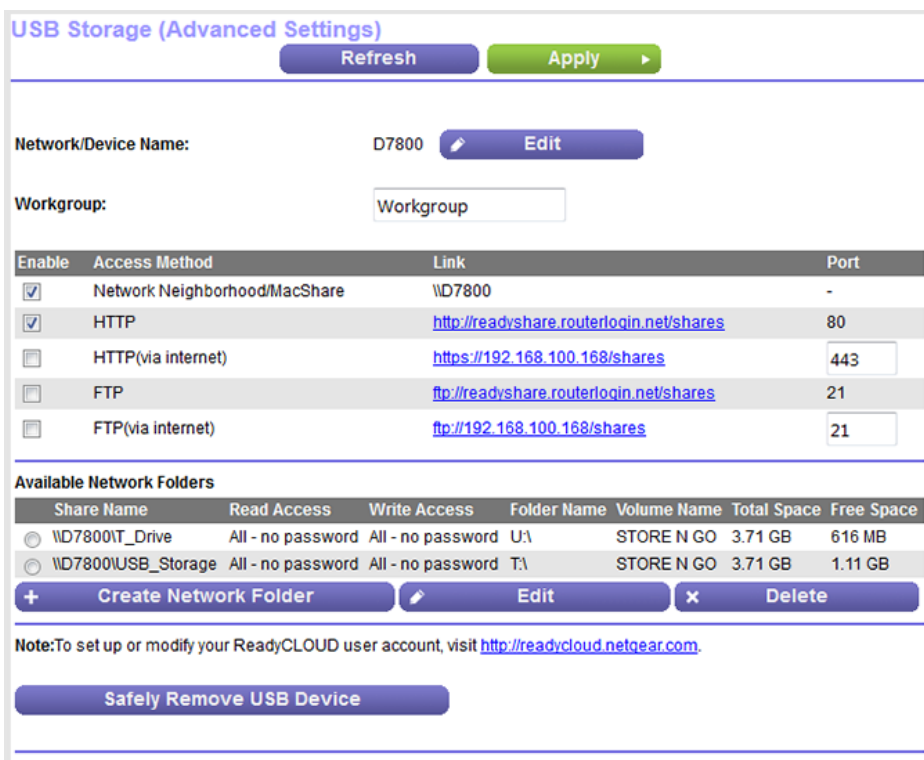 USB Storage (Advanced Settings)
Refresh Apply
Network/Device Name: D7800 Edit
Workgroup: Workgroup
Enable Access Method Link Port
Network Neighborhood/MacShare \\D7800 -
HTTP http://readyshare.routerlogin.net/shares 80
HTTP(via internet) https://192.168.100.168/shares 443
FTP ftp://readyshare.routerlogin.net/shares 21
FTP(via internet) ftp://192.168.100.168/shares 21
Available Network Folders
Share Name Read Access Write Access Folder Name Volume Name Total Space Free Space
\\D7800\T_Drive All - no password All - no password U:\ STORE N GO 3.71 GB 616 MB
\\D7800\USB_Storage All - no password All - no password T:\ STORE N GO 3.71 GB 1.11 GB
+ Create Network Folder Edit × Delete
Note:To set up or modify your ReadyCLOUD user account, visit http://readycloud.netgear.com.
Safely Remove USB Device